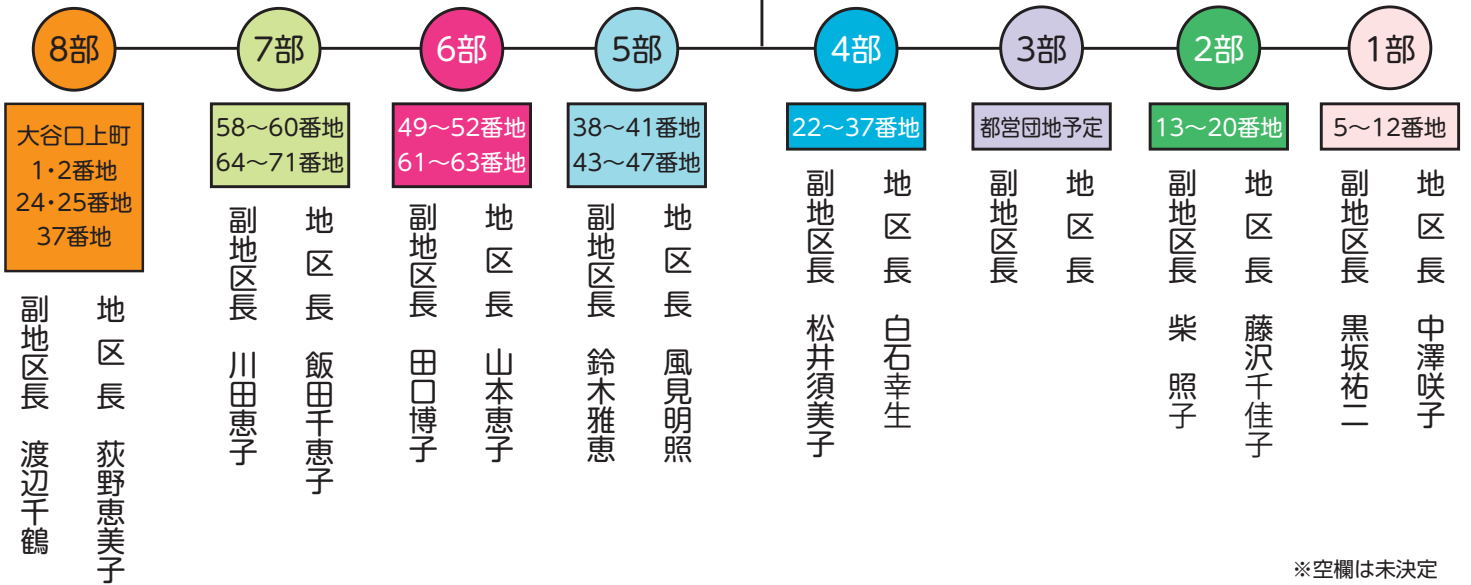 1部
5～12番地
地区長 中澤咲子
副地区長 黒坂祐二
2部
13～20番地
地区長 藤沢千佳子
副地区長 柴 照子
3部
都営団地予定
地区長
副地区長
4部
22～37番地
地区長 白石幸生
副地区長 松井須美子
5部
38～41番地
43～47番地
地区長 風見明照
副地区長 鈴木雅恵
6部
49～52番地
61～63番地
地区長 山本恵子
副地区長 田口博子
7部
58～60番地
64～71番地
地区長 飯田千恵子
副地区長 川田恵子
8部
大谷口上町
1・2番地
24・25番地
37番地
地区長 荻野恵美子
副地区長 渡辺千鶴
※空欄は未決定